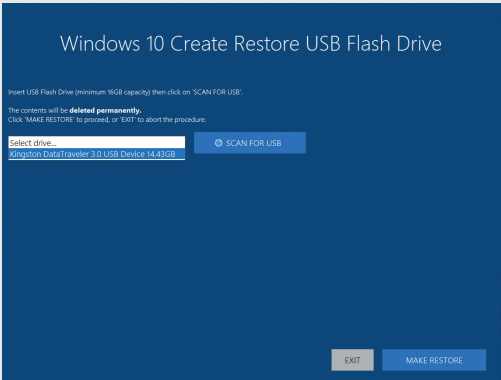 Windows 10 Create Restore USB Flash Drive
Insert USB Flash Drive (minimum 16GB capacity) then click on 'SCAN FOR USB'.
The contents will be deleted permanently.
Click 'MAKE RESTORE' to proceed, or 'EXIT' to abort the procedure.
Select drive...
SCAN FOR USB
Kingston DataTraveler 3.0 USB Device 14.43GB
EXIT
MAKE RESTORE